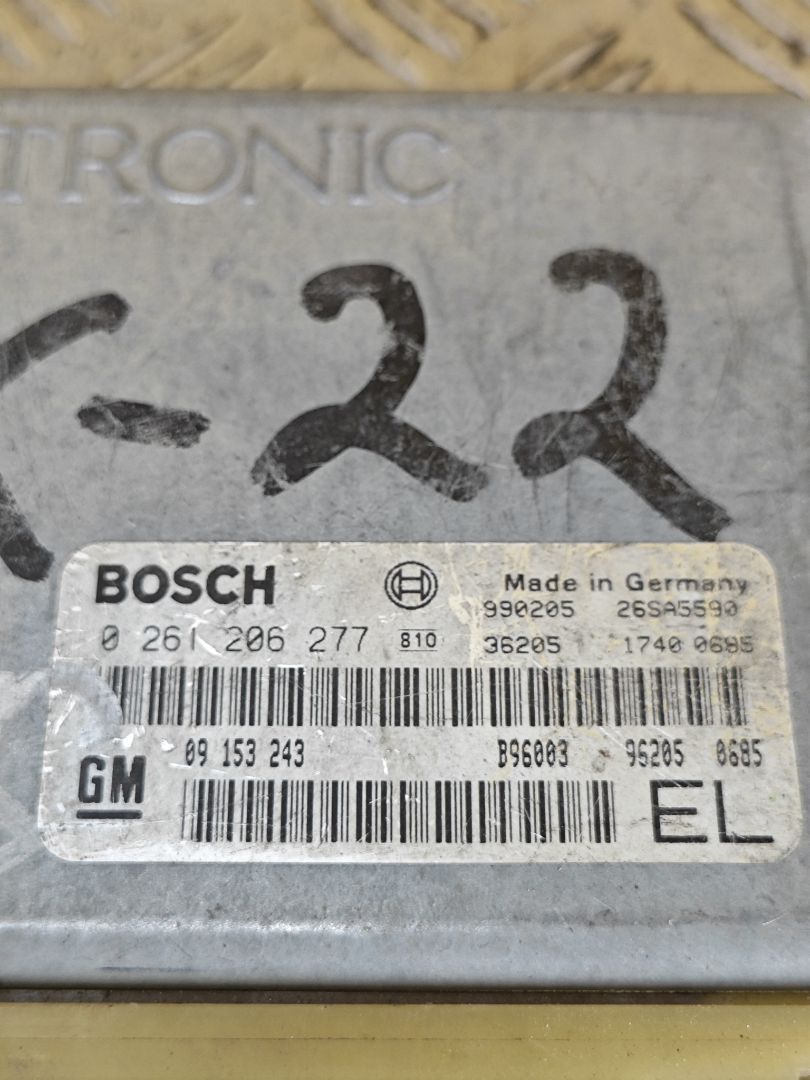 TRONIC
-22
BOSCH Made in Germany
990205 26SA5590
0 261 206 277 810 36205 1740 0685
09 153 243 B96003 96205 0685
GM EL